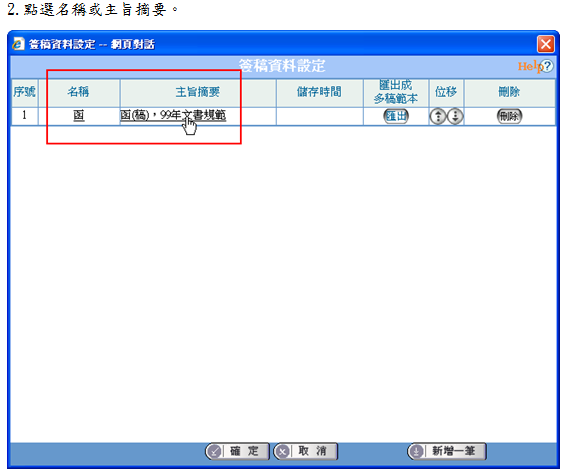 2.點選名稱或主旨摘要。
簽稿資料設定 -- 網頁對話
簽稿資料設定
Help?
序號 名稱 主旨摘要 儲存時間 匯出成 位移 刪除
多稿範本
1 函 函(稿)，99年文書規範 匯出 刪除
確 定 取 消 新增一筆